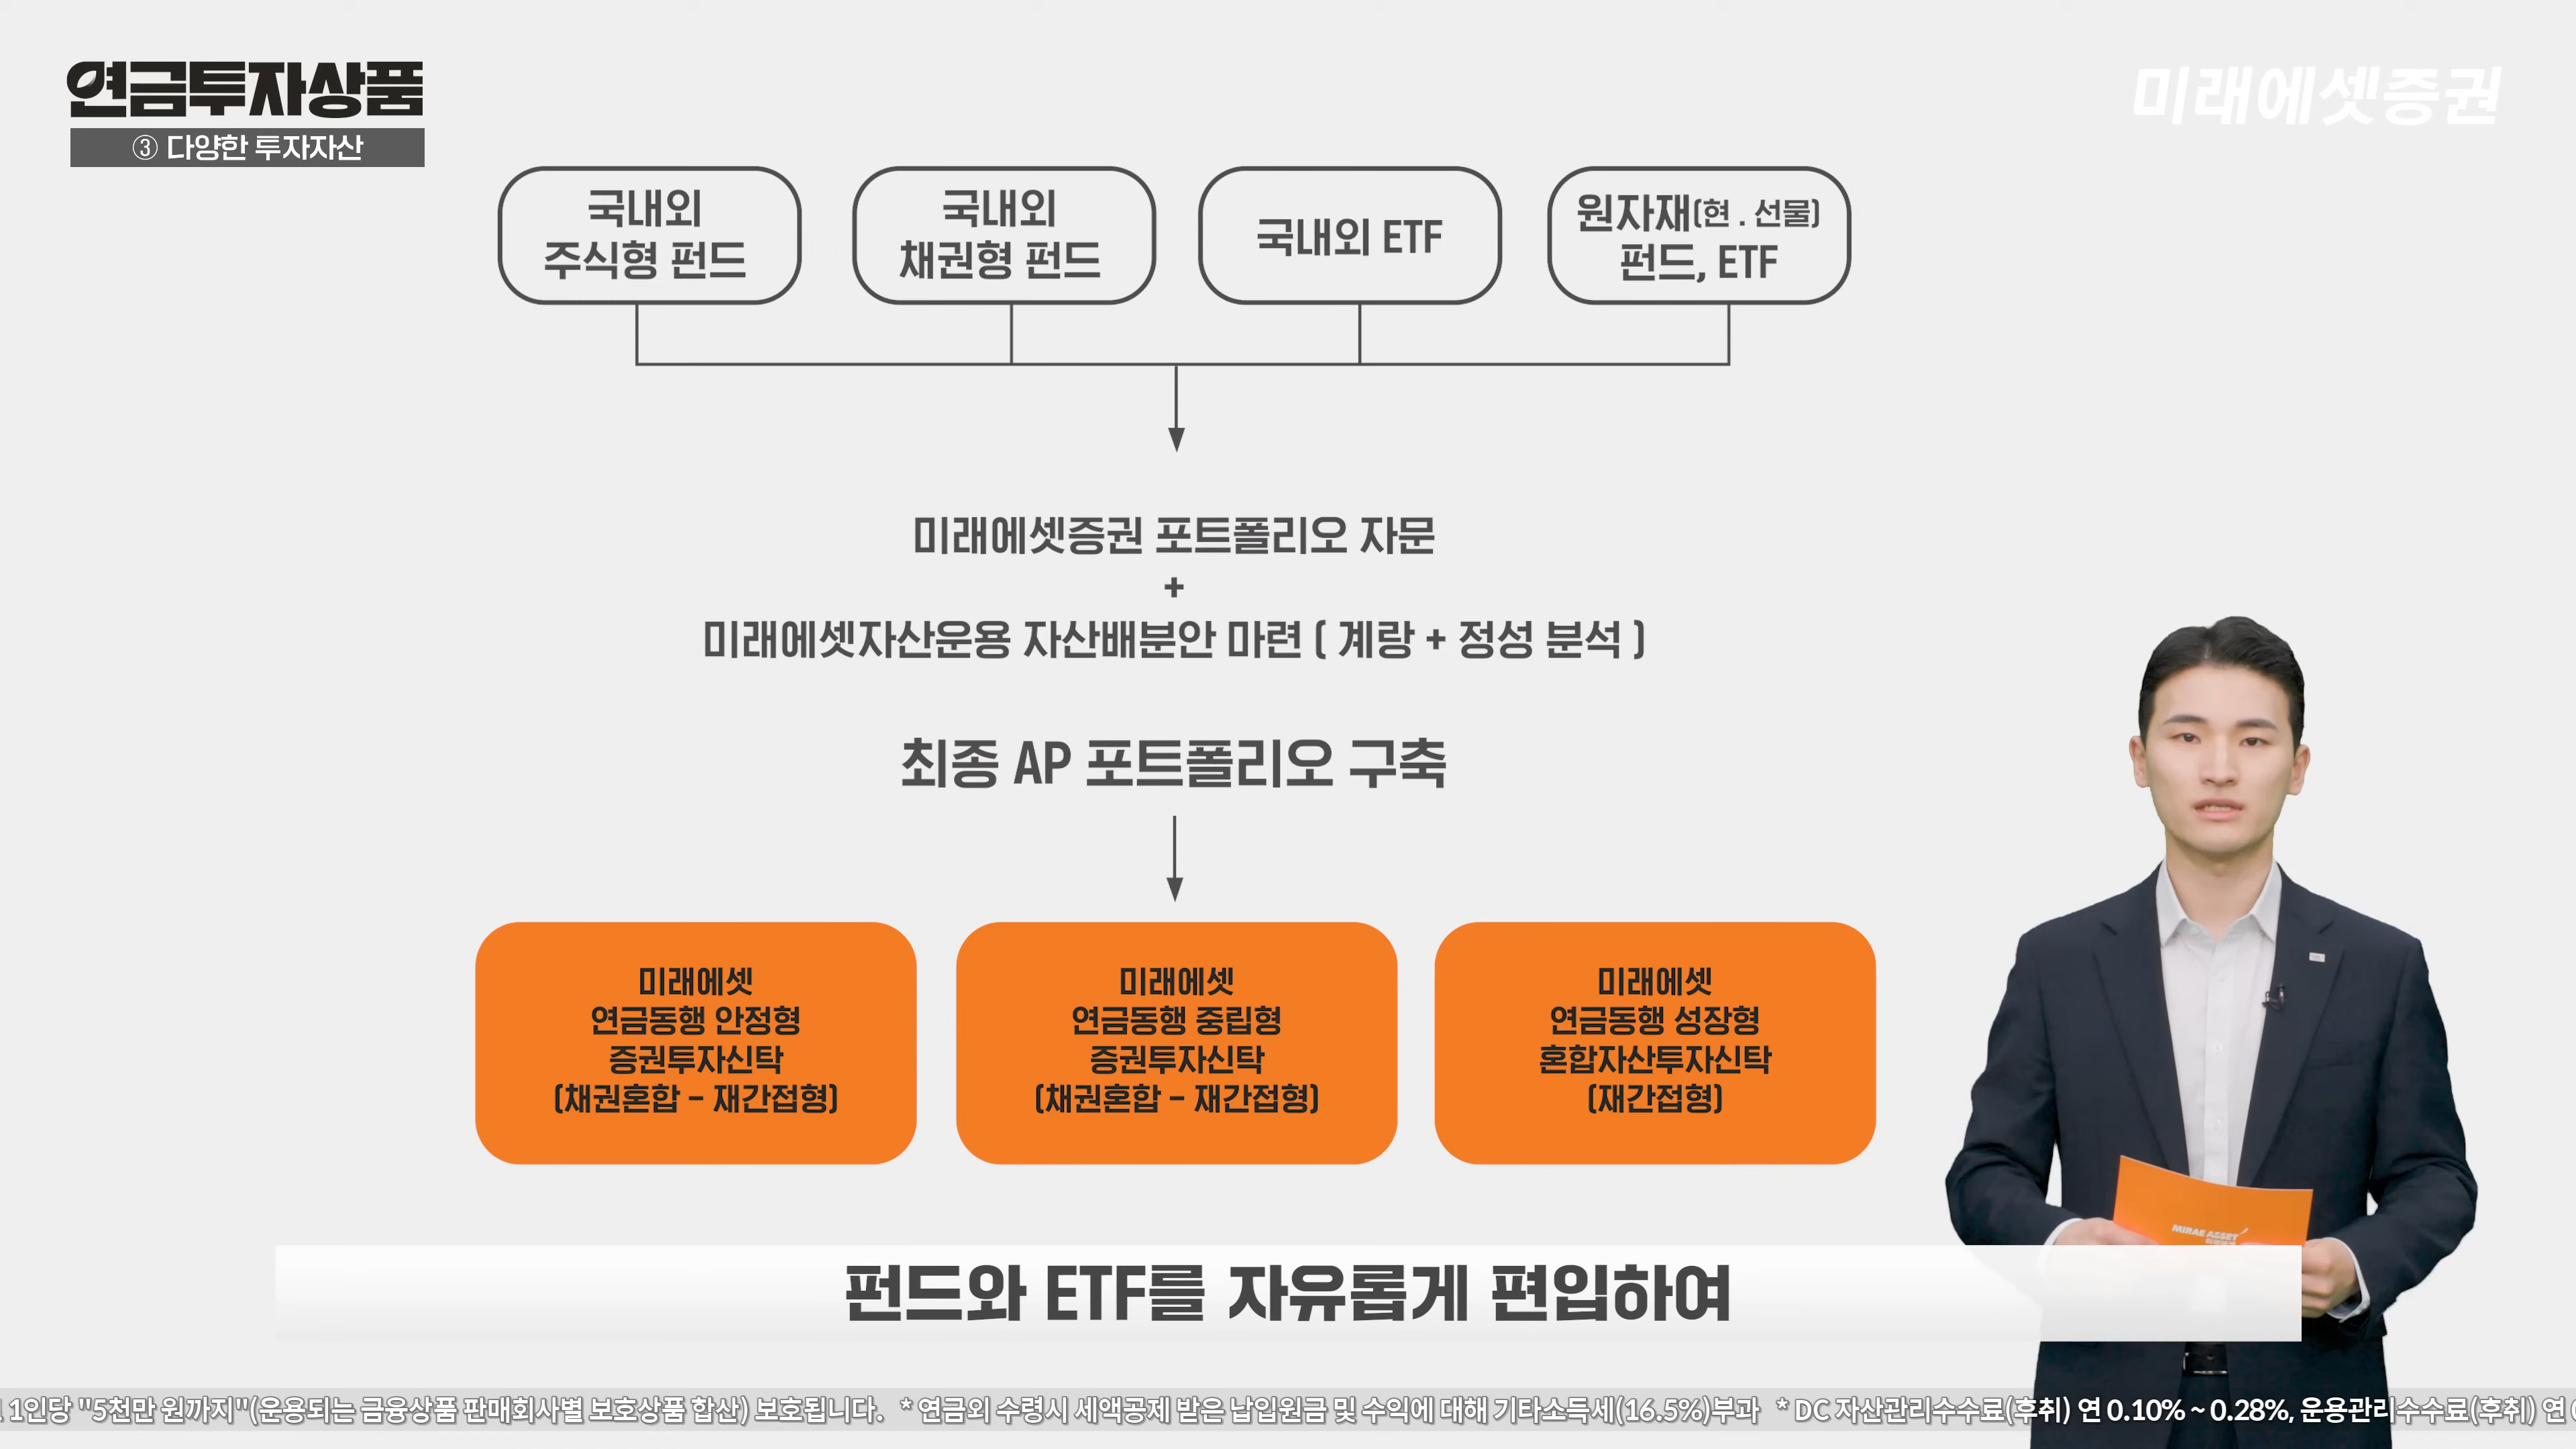 연금투자상품
③ 다양한 투자자산
미래에셋증권
국내외
주식형 펀드
국내외
채권형 펀드
국내외 ETF
원자재(현 . 선물)
펀드, ETF
미래에셋증권 포트폴리오 자문
+
미래에셋자산운용 자산배분안 마련 ( 계랑 + 정성 분석 )
최종 AP 포트폴리오 구축
미래에셋
연금동행 안정형
증권투자신탁
(채권혼합 - 재간접형)
미래에셋
연금동행 중립형
증권투자신탁
(채권혼합 - 재간접형)
미래에셋
연금동행 성장형
혼합자산투자신탁
(재간접형)
MIRAE ASSET
펀드와 ETF를 자유롭게 편입하여
1인당 "5천만 원까지"(운용되는 금융상품 판매회사별 보호상품 합산) 보호됩니다. * 연금외 수령시 세액공제 받은 납입원금 및 수익에 대해 기타소득세(16.5%)부과 * DC 자산관리수수료(후취) 연 0.10% ~ 0.28%, 운용관리수수료(후취) 연